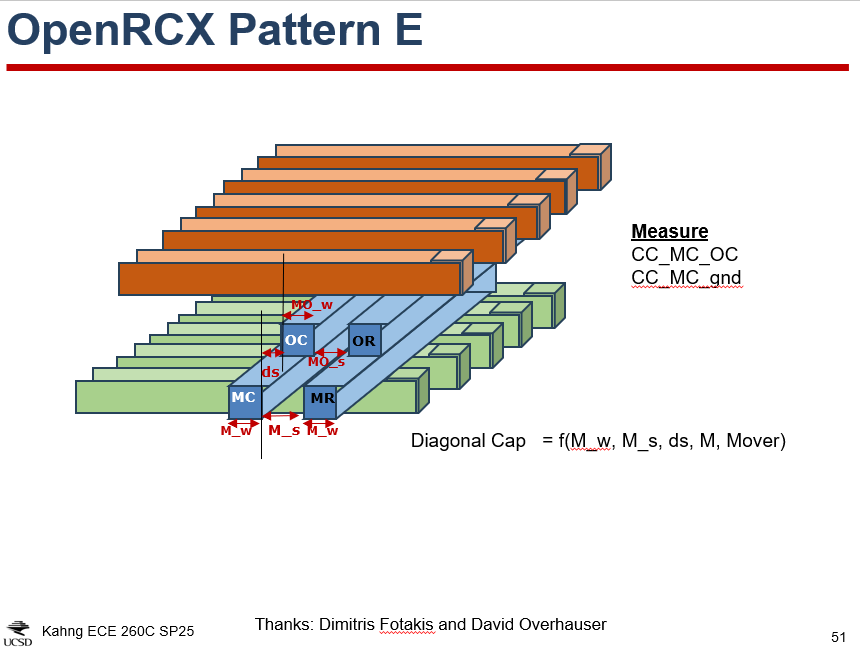 OpenRCX Pattern E
Measure
CC_MC_OC
CC_MC_gnd
MO_w
OC
OR
MO_s
ds
MC
MR
M_w
M_s
M_w
Diagonal Cap = f(M_w, M_s, ds, M, Mover)
UCSD
Kahng ECE 260C SP25
Thanks: Dimitris Fotakis and David Overhauser
51